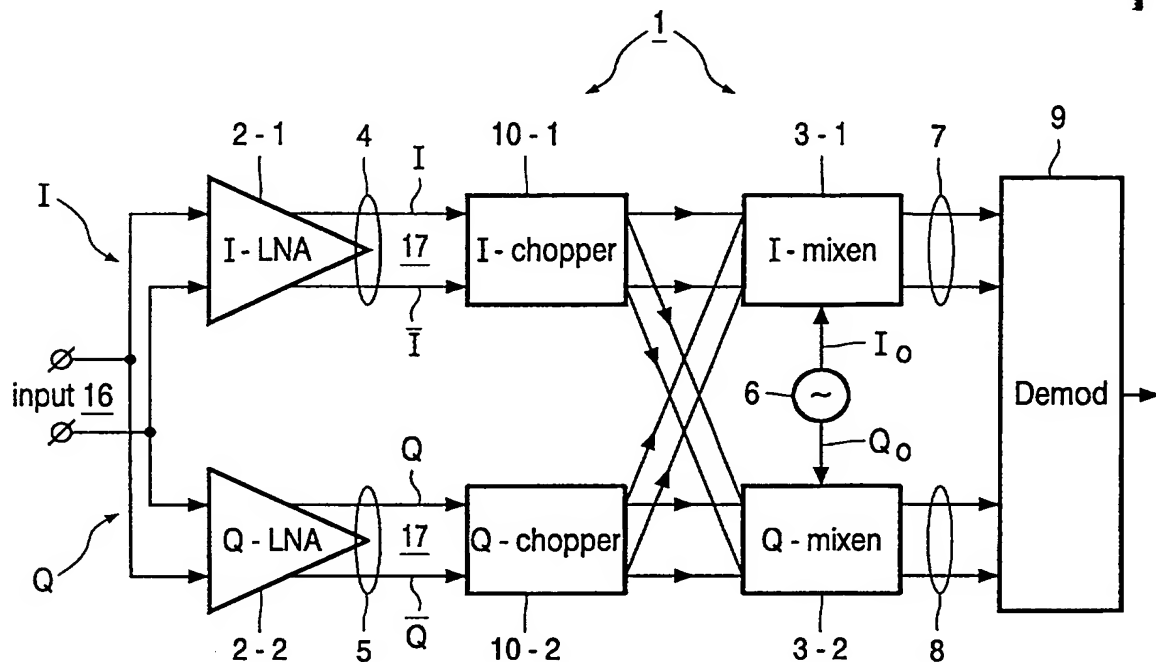 1
2 - 1
4
I
10 - 1
3 - 1
7
9
I
I - LNA
17
I - chopper
I - mixen
I
I o
input 16
6
~
Demod
Q o
Q
Q
Q - LNA
17
Q - chopper
Q - mixen
Q
2 - 2
5
10 - 2
3 - 2
8